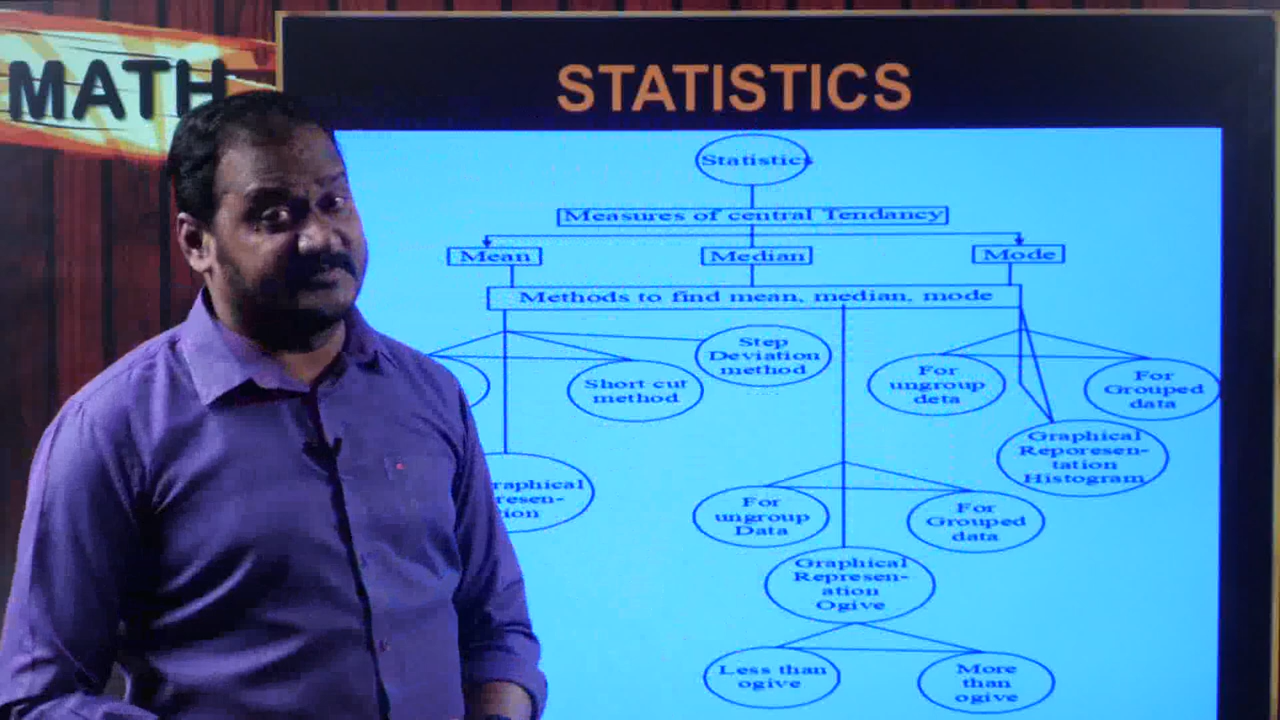 MATH
STATISTICS
Statistics
Measures of central Tendancy
Mean
Median
Mode
Methods to find mean, median, mode
Step
Deviation
method
Short cut
method
For
ungroup
deta
For
Grouped
data
Graphical
Reporesen-
tation
Histogram
For
ungroup
Data
For
Grouped
data
Graphical
Represen-
ation
Ogive
Less than
ogive
More
than
ogive